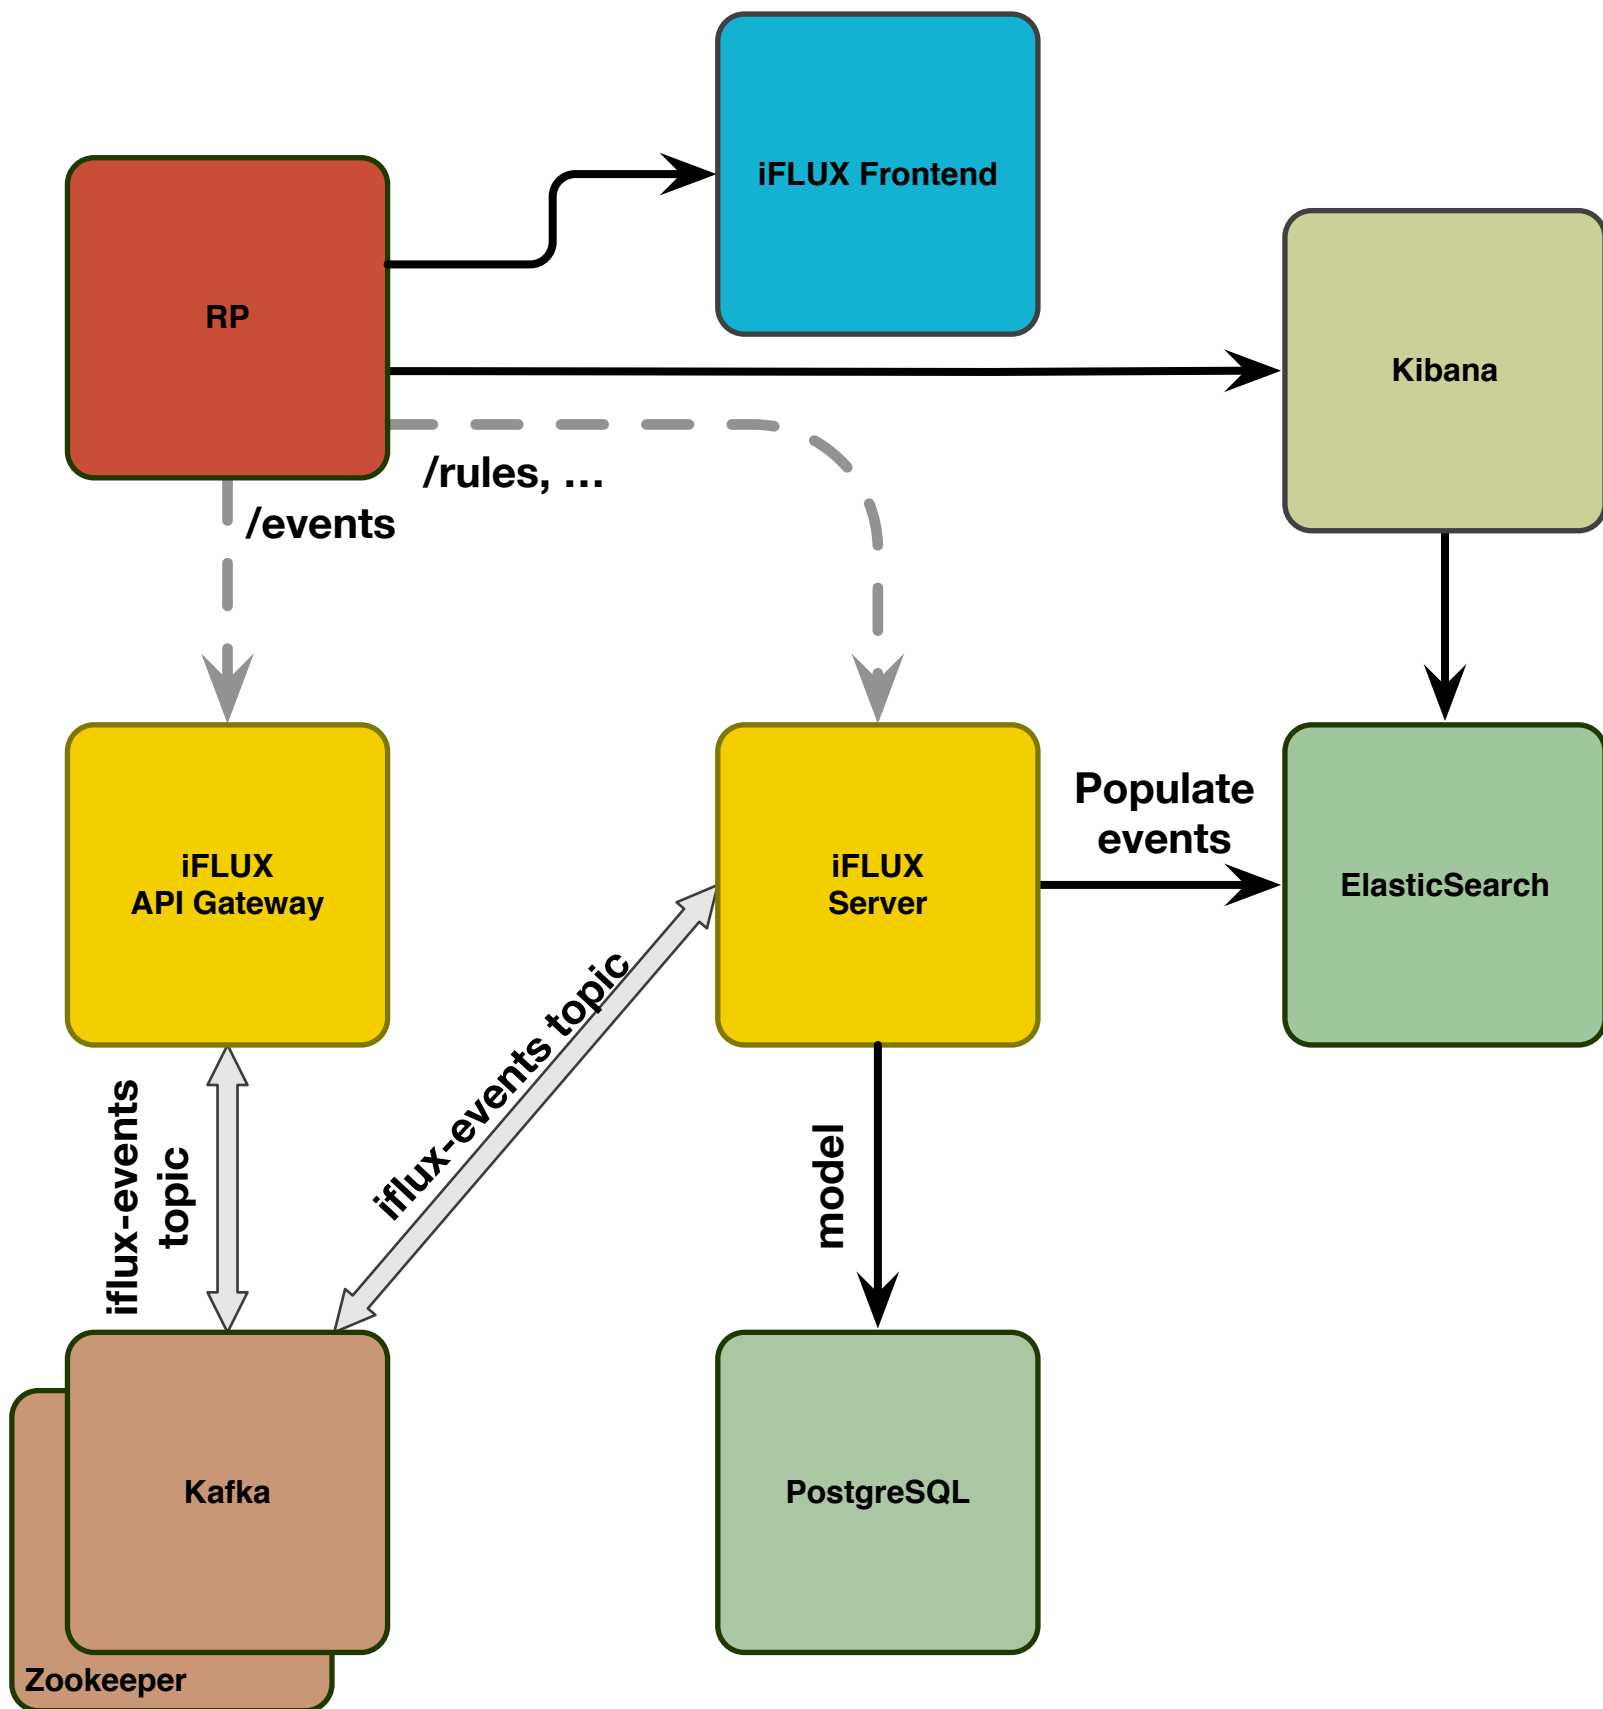 iFLUX Frontend
RP
Kibana
/rules, ...
/events
Populate
events
iFLUX
API Gateway
iFLUX
Server
ElasticSearch
iflux-events topic
iflux-events
topic
model
Kafka
PostgreSQL
Zookeeper